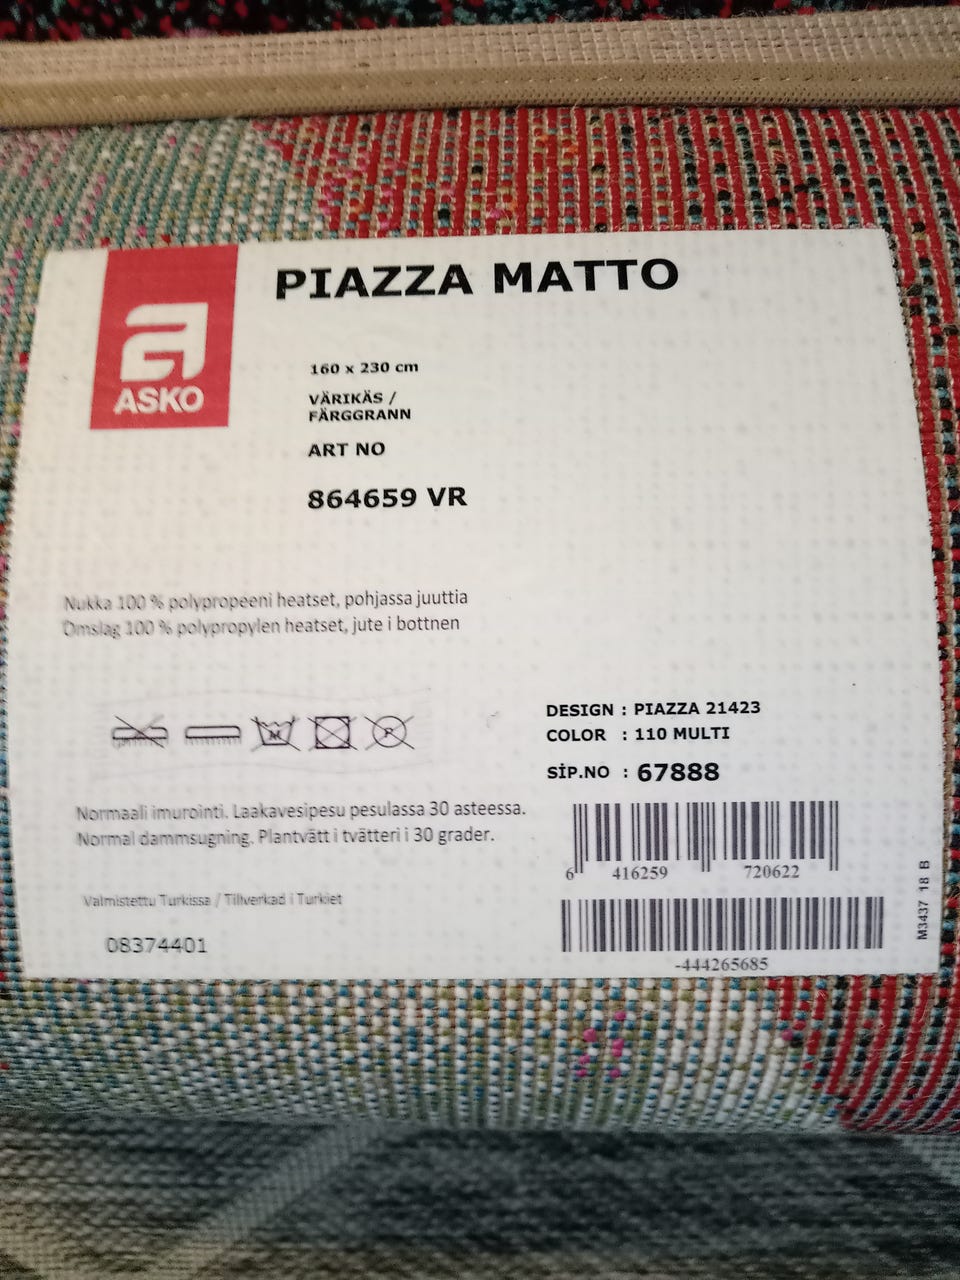 PIAZZA MATTO
ASKO
160 x 230 cm
VÄRIKÄS /
FÄRGGRANN
ART NO
864659 VR
Nukka 100 % polypropeeni heatset, pohjassa juuttia
Omslag 100 % polypropylen heatset, jute i bottnen
DESIGN : PIAZZA 21423
COLOR : 110 MULTI
SİP.NO : 67888
M
P
Normaali imurointi. Laakavesipesu pesulassa 30 asteessa.
Normal dammsugning. Plantvätt i tvätteri i 30 grader.
6 416259 720622
Valmistettu Turkissa / Tillverkad i Turkiet
08374401
-444265685
M3437 18 B